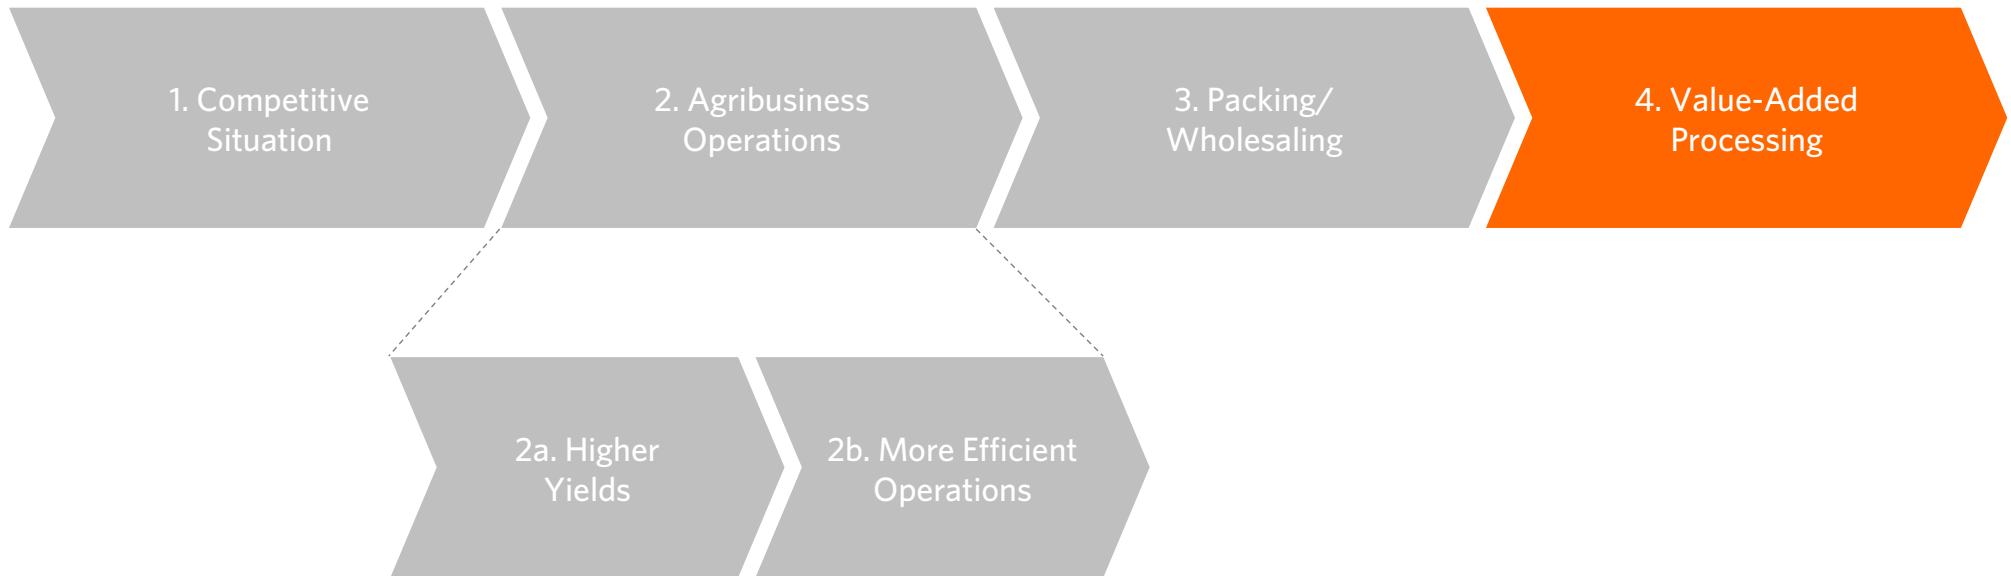 1. Competitive
Situation
2. Agribusiness
Operations
3. Packing/
Wholesaling
4. Value-Added
Processing
2a. Higher
Yields
2b. More Efficient
Operations